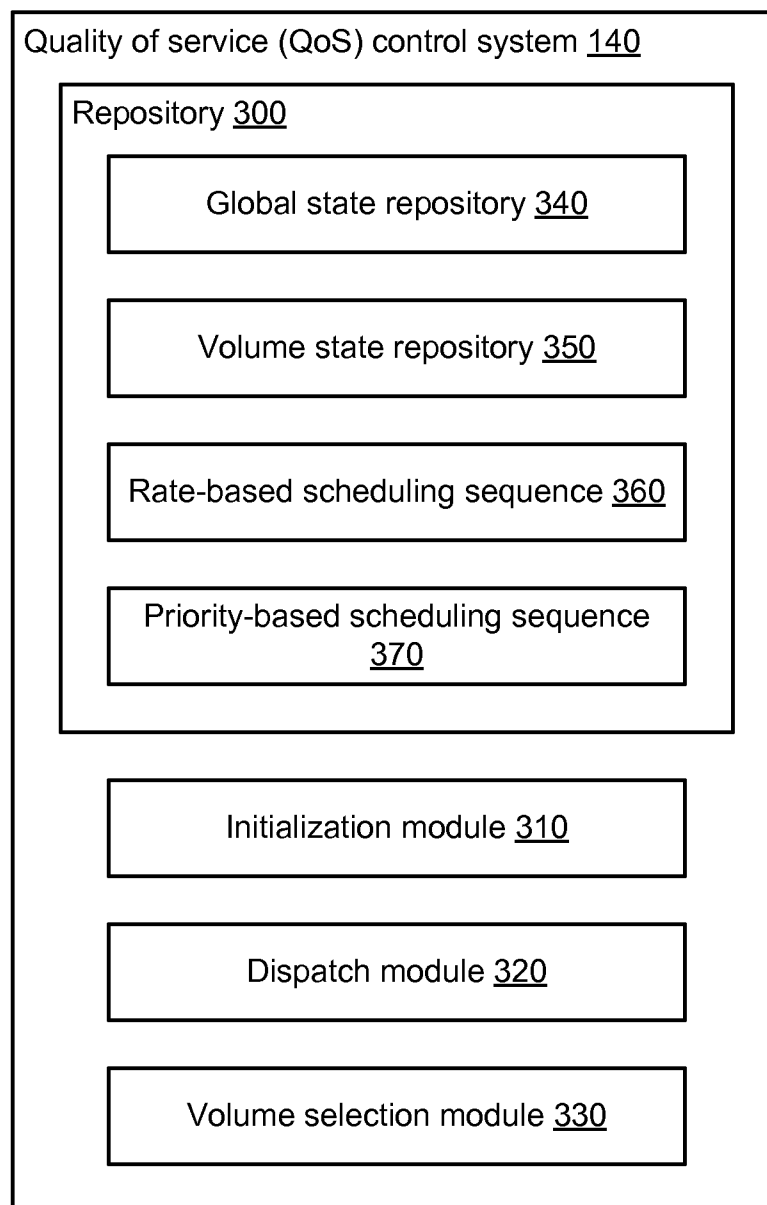 Quality of service (QoS) control system 140
Repository 300
Global state repository 340
Volume state repository 350
Rate-based scheduling sequence 360
Priority-based scheduling sequence
370
Initialization module 310
Dispatch module 320
Volume selection module 330